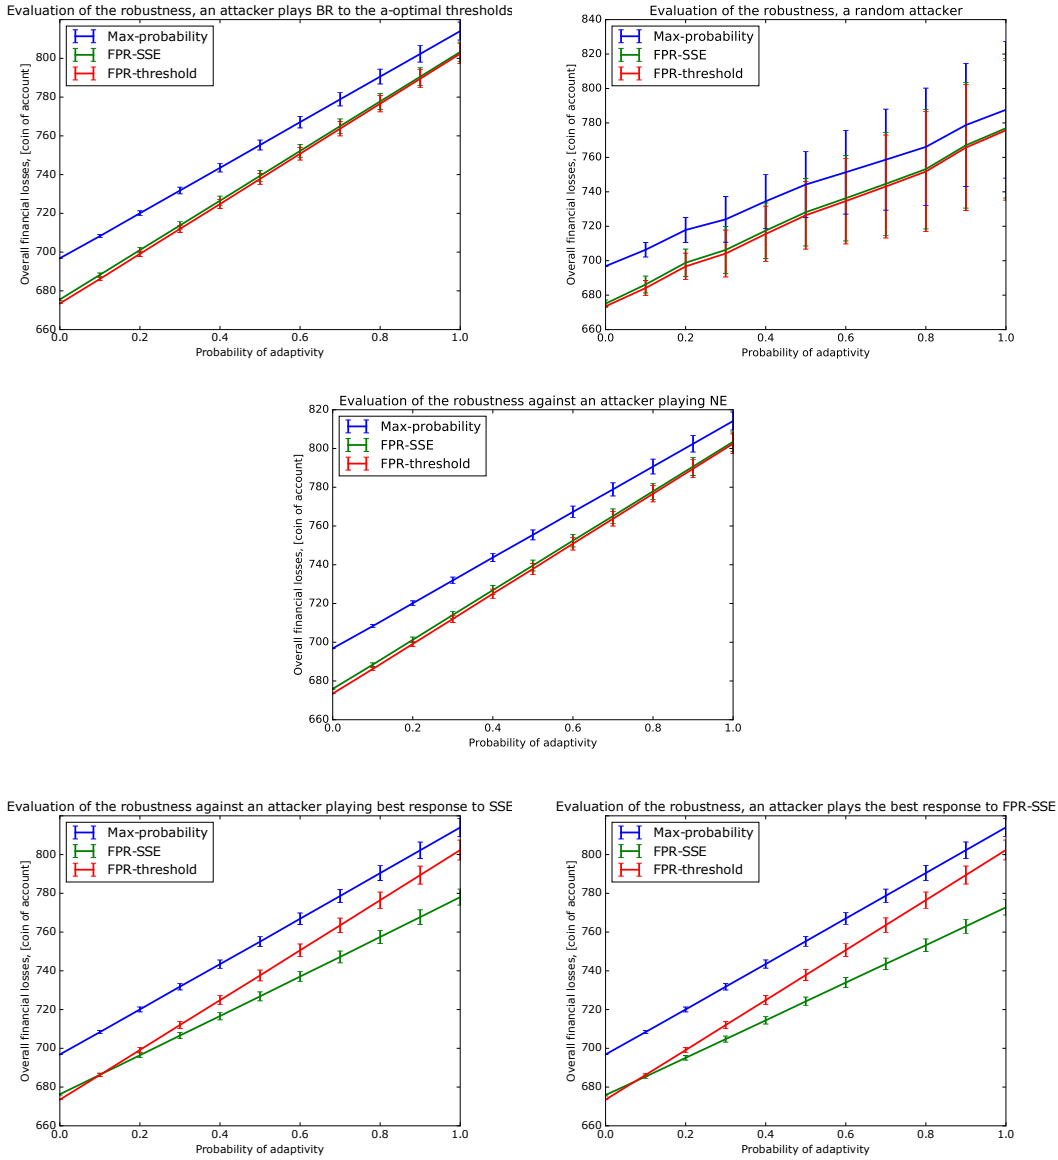 Evaluation of the robustness, an attacker plays BR to the a-optimal thresholds
Max-probability
FPR-SSE
FPR-threshold
Overall financial losses, [coin of account]
800
780
760
740
720
700
680
660
0.0 0.2 0.4 0.6 0.8 1.0
Probability of adaptivity
Evaluation of the robustness, a random attacker
Max-probability
FPR-SSE
FPR-threshold
Overall financial losses, [coin of account]
840
820
800
780
760
740
720
700
680
660
0.0 0.2 0.4 0.6 0.8 1.0
Probability of adaptivity
Evaluation of the robustness against an attacker playing NE
Max-probability
FPR-SSE
FPR-threshold
Overall financial losses, [coin of account]
820
800
780
760
740
720
700
680
660
0.0 0.2 0.4 0.6 0.8 1.0
Probability of adaptivity
Evaluation of the robustness against an attacker playing best response to SSE
Max-probability
FPR-SSE
FPR-threshold
Overall financial losses, [coin of account]
800
780
760
740
720
700
680
660
0.0 0.2 0.4 0.6 0.8 1.0
Probability of adaptivity
Evaluation of the robustness, an attacker plays the best response to FPR-SSE
Max-probability
FPR-SSE
FPR-threshold
Overall financial losses, [coin of account]
800
780
760
740
720
700
680
660
0.0 0.2 0.4 0.6 0.8 1.0
Probability of adaptivity